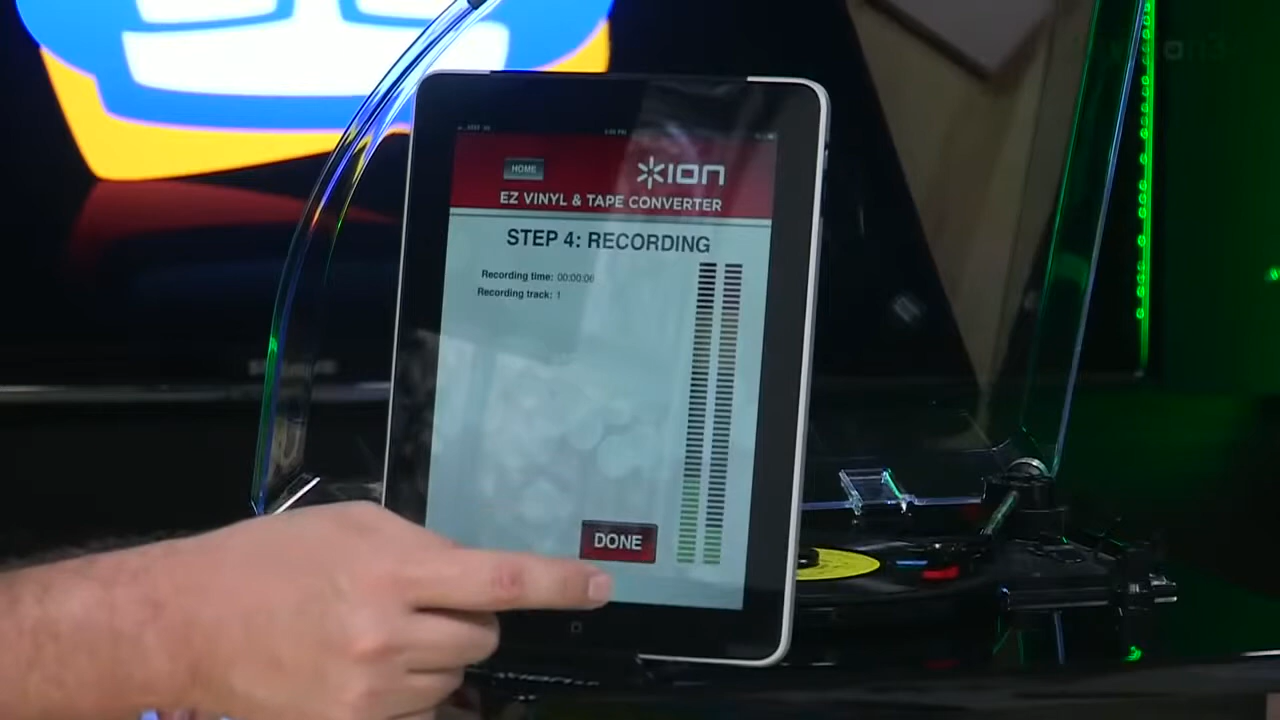 HOME
ION
EZ VINYL & TAPE CONVERTER
STEP 4: RECORDING
Recording time: 00:00:06
Recording track: 1
DONE